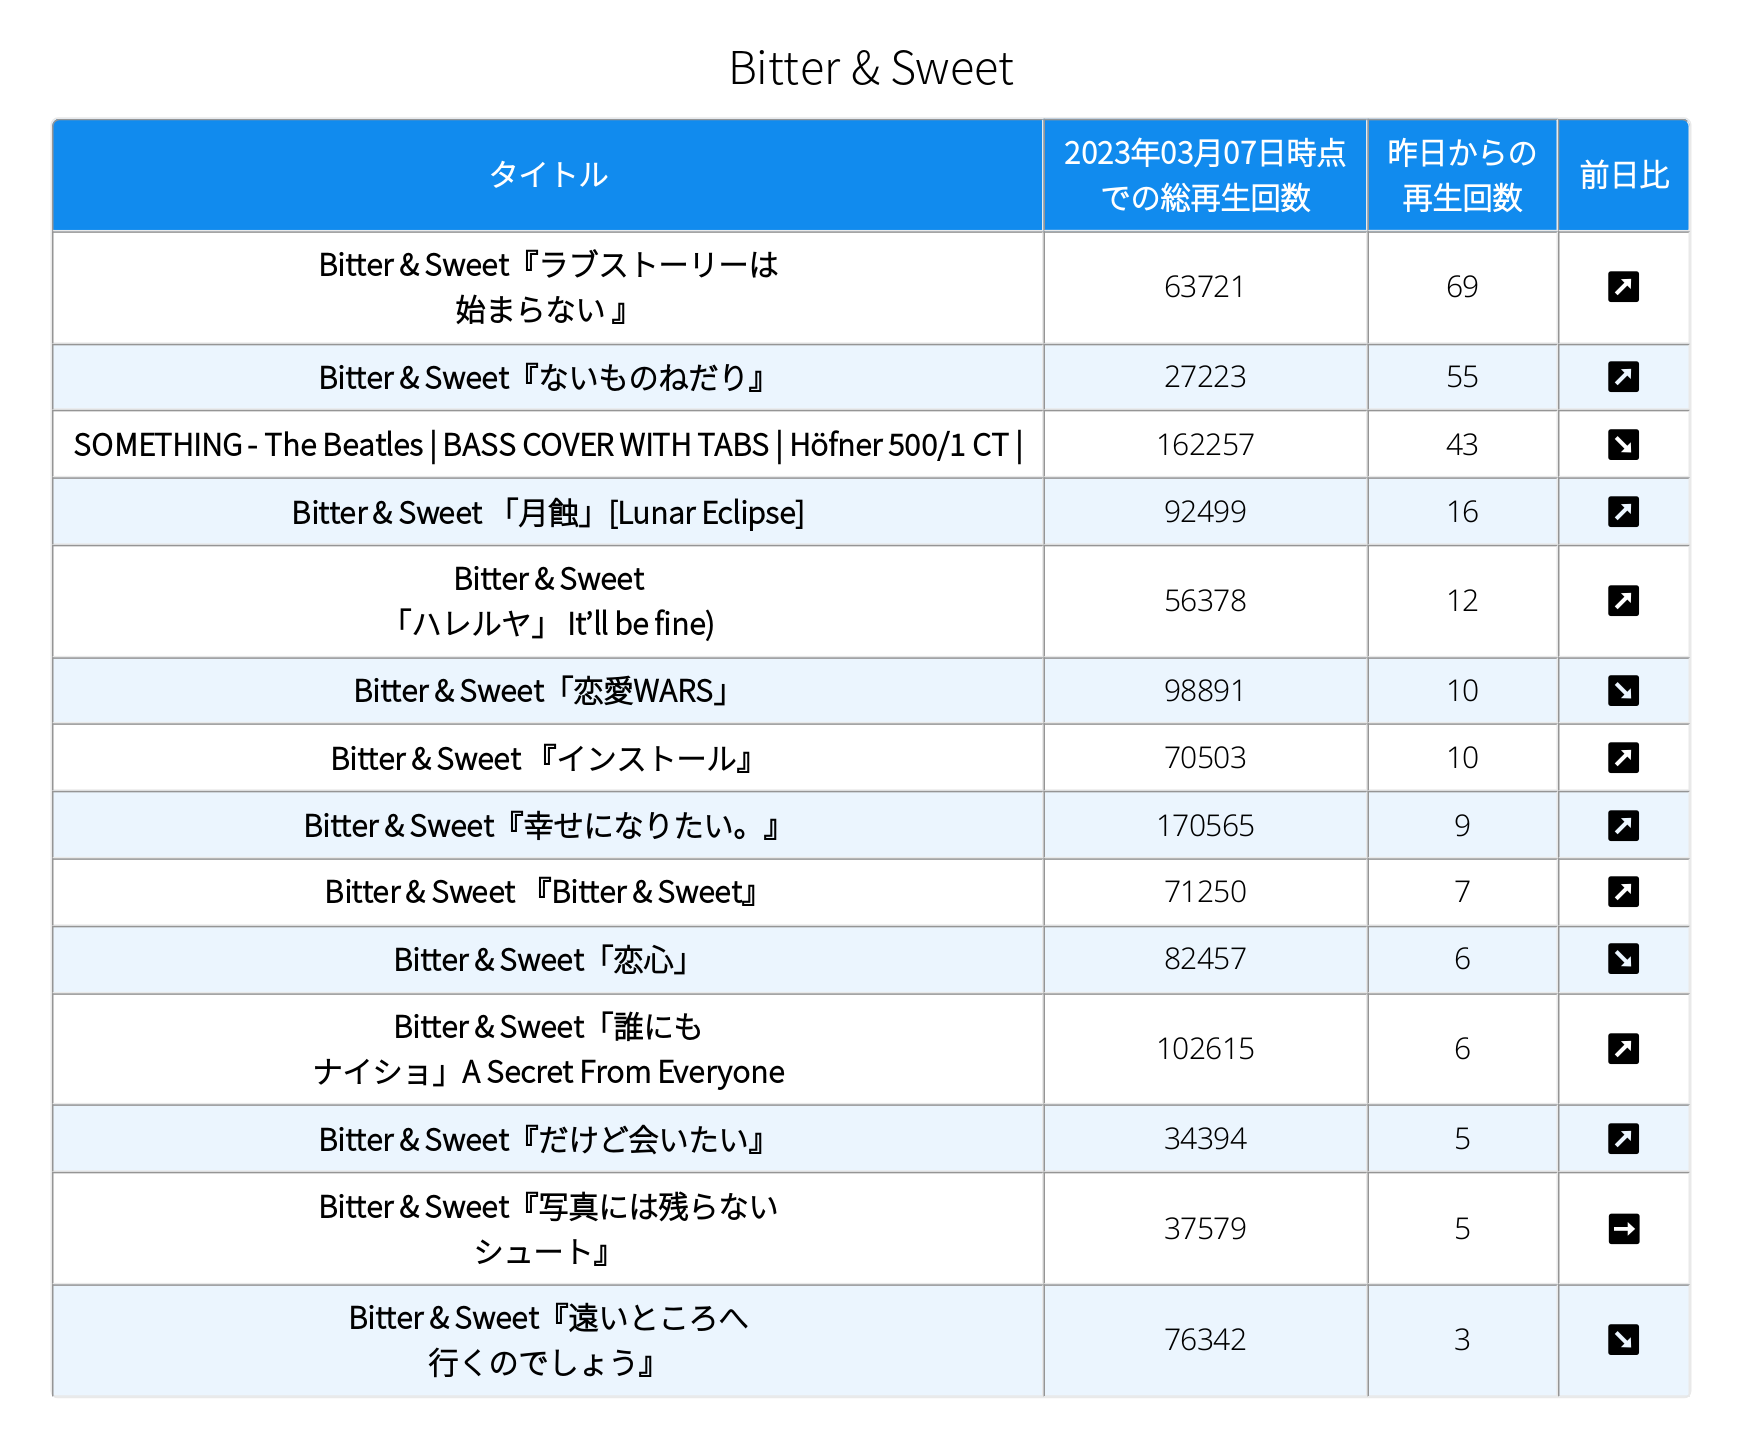 Bitter & Sweet
タイトル
2023年03月07日時点
での総再生回数
昨日からの
再生回数
前日比
Bitter & Sweet『ラブストーリーは
始まらない 』
63721
69
Bitter & Sweet『ないものねだり』
27223
55
SOMETHING - The Beatles | BASS COVER WITH TABS | Höfner 500/1 CT |
162257
43
Bitter & Sweet 「月蝕」[Lunar Eclipse]
92499
16
Bitter & Sweet
「ハレルヤ」 It’ll be fine)
56378
12
Bitter & Sweet「恋愛WARS」
98891
10
Bitter & Sweet 『インストール』
70503
10
Bitter & Sweet『幸せになりたい。』
170565
9
Bitter & Sweet 『Bitter & Sweet』
71250
7
Bitter & Sweet「恋心」
82457
6
Bitter & Sweet「誰にも
ナイショ」A Secret From Everyone
102615
6
Bitter & Sweet『だけど会いたい』
34394
5
Bitter & Sweet『写真には残らない
シュート』
37579
5
Bitter & Sweet『遠いところへ
行くのでしょう』
76342
3